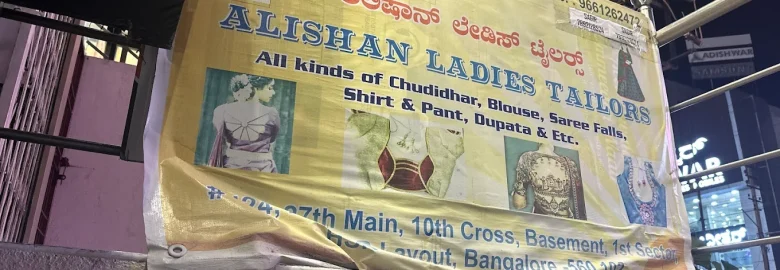 9661262472
ಲೇಡಿಸ್ ಟೈಲರ್ಸ್
ALISHAN LADIES TAILORS
All kinds of Chudidhar, Blouse, Saree Falls,
Shirt & Pant, Dupata & Etc.
27th Main, 10th Cross, Basement, 1st Sector,
Layout, Bangalore
ADISHWAR